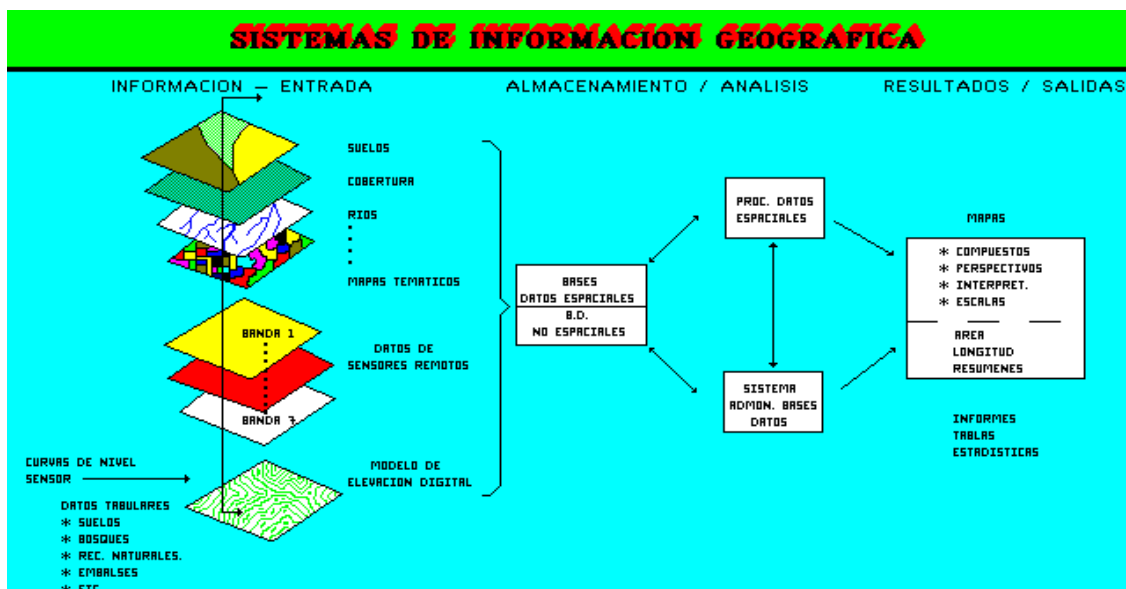 SISTEMAS DE INFORMACION GEOGRAFICA
INFORMACION – ENTRADA
ALMACENAMIENTO / ANALISIS
RESULTADOS / SALIDAS
SUELOS
COBERTURA
RIOS
MAPAS TEMATICOS
BANDA 1
DATOS DE
SENSORES REMOTOS
BANDA 7
CURVAS DE NIVEL
SENSOR
MODELO DE
ELEVACION DIGITAL
DATOS TABULARES
* SUELOS
* BOSQUES
* REC. NATURALES.
* EMBALSES
* ETC
BASES
DATOS ESPACIALES
B.D.
NO ESPACIALES
PROC. DATOS
ESPACIALES
SISTEMA
ADMON. BASES
DATOS
MAPAS
* COMPUESTOS
* PERSPECTIVOS
* INTERPRET.
* ESCALAS
AREA
LONGITUD
RESUMENES
INFORMES
TABLAS
ESTADISTICAS